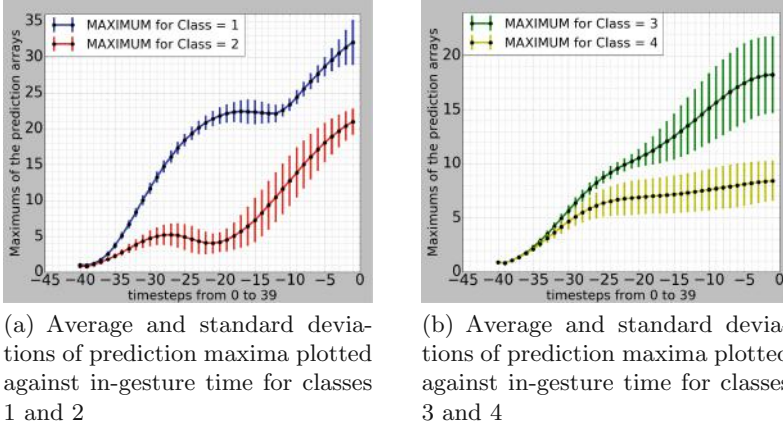 35
30
25
20
15
10
5
0
Maximums of the prediction arrays
MAXIMUM for Class = 1
MAXIMUM for Class = 2
−45 −40 −35 −30 −25 −20 −15 −10 −5 0
timesteps from 0 to 39
(a) Average and standard devia-
tions of prediction maxima plotted
against in-gesture time for classes
1 and 2
20
15
10
5
0
Maximums of the prediction arrays
MAXIMUM for Class = 3
MAXIMUM for Class = 4
−45 −40 −35 −30 −25 −20 −15 −10 −5 0
timesteps from 0 to 39
(b) Average and standard devia
tions of prediction maxima plotted
against in-gesture time for classes
3 and 4